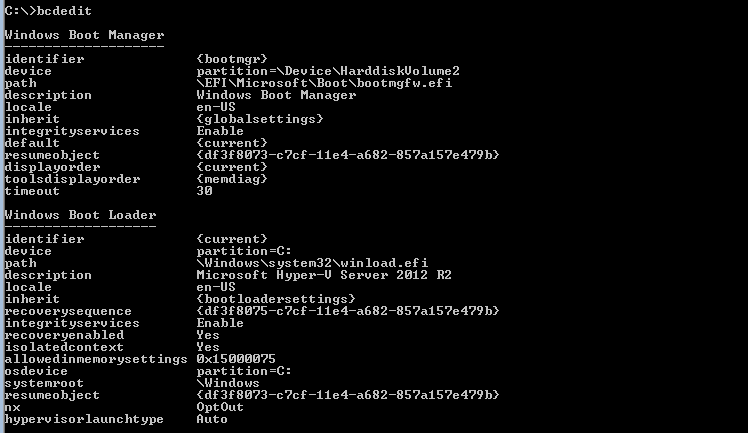 C:\>bcdedit
Windows Boot Manager
--------------------
identifier              {bootmgr}
device                  partition=\Device\HarddiskVolume2
path                    \EFI\Microsoft\Boot\bootmgfw.efi
description             Windows Boot Manager
locale                  en-US
inherit                 {globalsettings}
integrityservices       Enable
default                 {current}
resumeobject            {df3f8073-c7cf-11e4-a682-857a157e479b}
displayorder            {current}
toolsdisplayorder       {memdiag}
timeout                 30
Windows Boot Loader
-------------------
identifier              {current}
device                  partition=C:
path                    \Windows\system32\winload.efi
description             Microsoft Hyper-V Server 2012 R2
locale                  en-US
inherit                 {bootloadersettings}
recoverysequence        {df3f8075-c7cf-11e4-a682-857a157e479b}
integrityservices       Enable
recoveryenabled         Yes
isolatedcontext         Yes
allowedinmemorysettings 0x15000075
osdevice                partition=C:
systemroot              \Windows
resumeobject            {df3f8073-c7cf-11e4-a682-857a157e479b}
nx                      OptOut
hypervisorlaunchtype    Auto